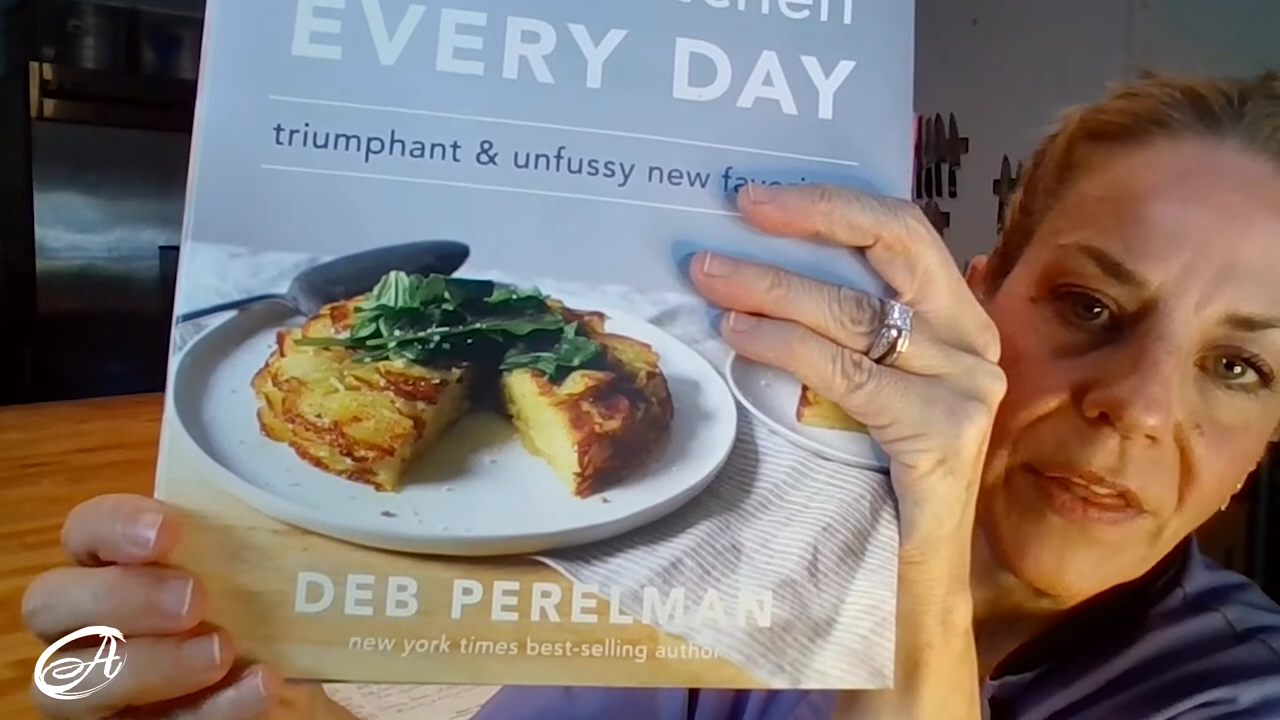 EVERY DAY
triumphant & unfussy new
DEB PERELMAN
new york times best-selling author
A